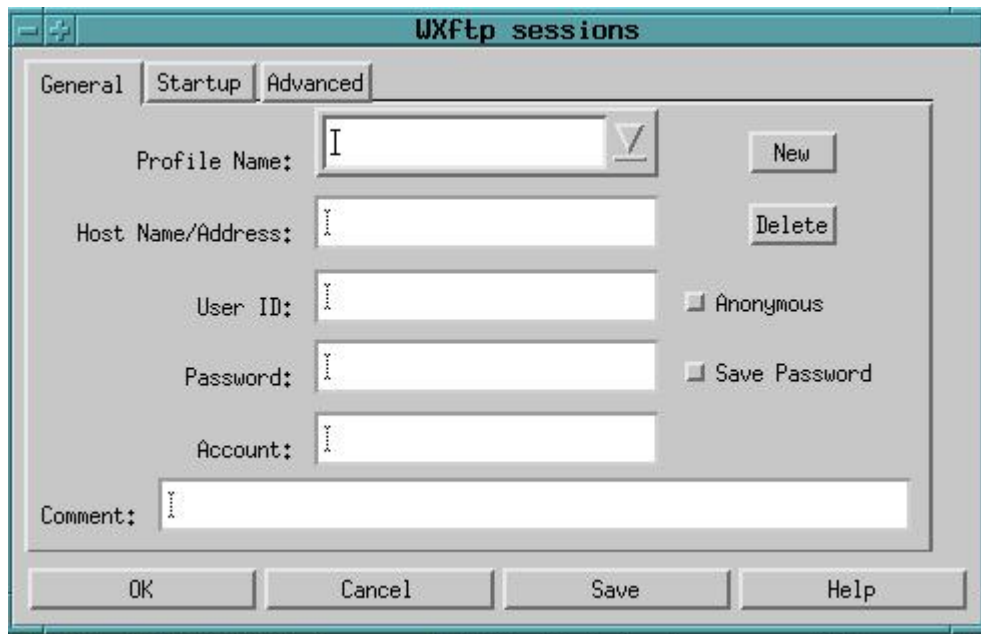 WXftp sessions
General Startup Advanced
Profile Name: New
Host Name/Address: Delete
User ID: Anonymous
Password: Save Password
Account:
Comment:
OK Cancel Save Help